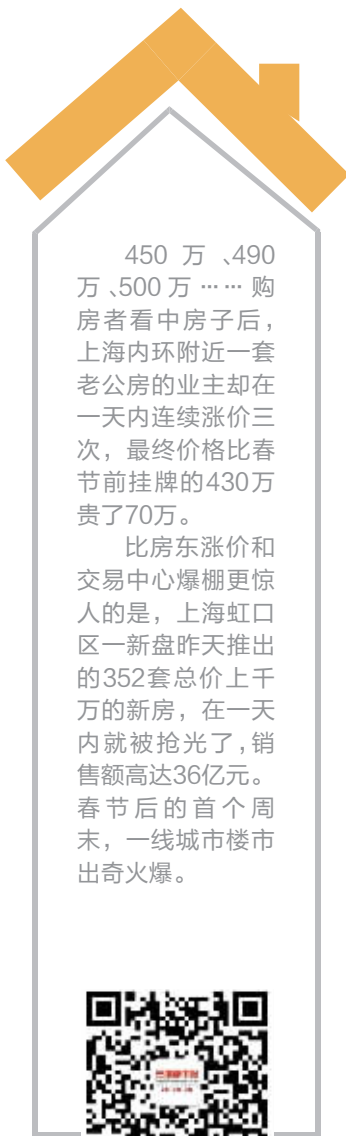 450万、490
万、500万……购
房者看中房子后，
上海内环附近一套
老公房的业主却在
一天内连续涨价三
次，最终价格比春
节前挂牌的430万
贵了70万。
比房东涨价和
交易中心爆棚更惊
人的是，上海虹口
区一新盘昨天推出
的352套总价上千
万的新房，在一天
内就被抢光了，销
售额高达36亿元。
春节后的首个周
末，一线城市楼市
出奇火爆。